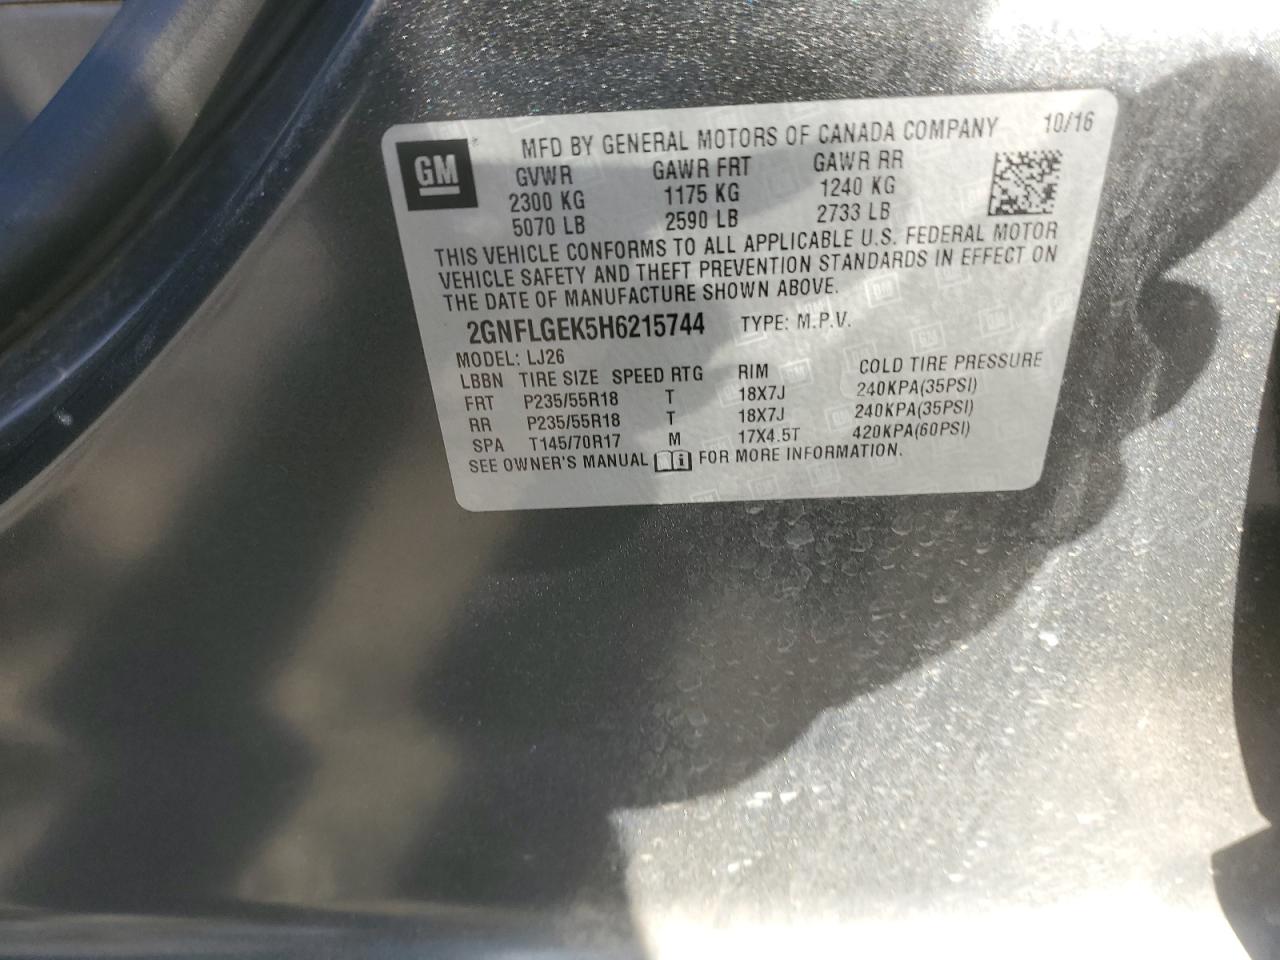 GM
MFD BY GENERAL MOTORS OF CANADA COMPANY 10/16
GVWR GAWR FRT GAWR RR
2300 KG 1175 KG 1240 KG
5070 LB 2590 LB 2733 LB
THIS VEHICLE CONFORMS TO ALL APPLICABLE U.S. FEDERAL MOTOR
VEHICLE SAFETY AND THEFT PREVENTION STANDARDS IN EFFECT ON
THE DATE OF MANUFACTURE SHOWN ABOVE.
2GNFLGEK5H6215744 TYPE: M.P.V.
MODEL: LJ26
LBBN TIRE SIZE SPEED RTG RIM COLD TIRE PRESSURE
FRT P235/55R18 T 18X7J 240KPA(35PSI)
RR P235/55R18 T 18X7J 240KPA(35PSI)
SPA T145/70R17 M 17X4.5T 420KPA(60PSI)
SEE OWNER'S MANUAL FOR MORE INFORMATION.